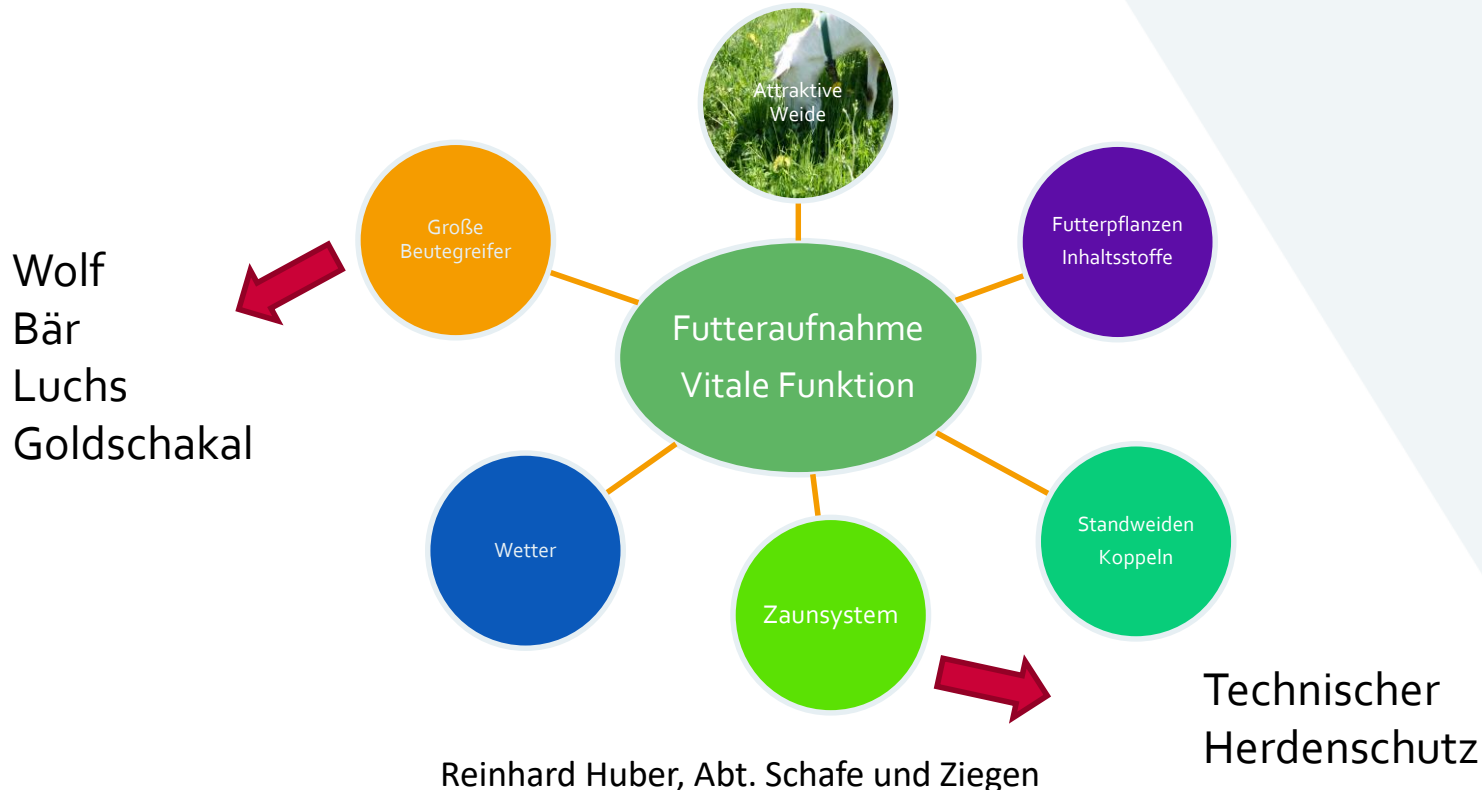 Attraktive
Weide
Große
Beutegreifer
Futterpflanzen
Inhaltsstoffe
Wolf
Bär
Luchs
Goldschakal
Futteraufnahme
Vitale Funktion
Wetter
Zaunsystem
Standweiden
Koppeln
Technischer
Herdenschutz
Reinhard Huber, Abt. Schafe und Ziegen